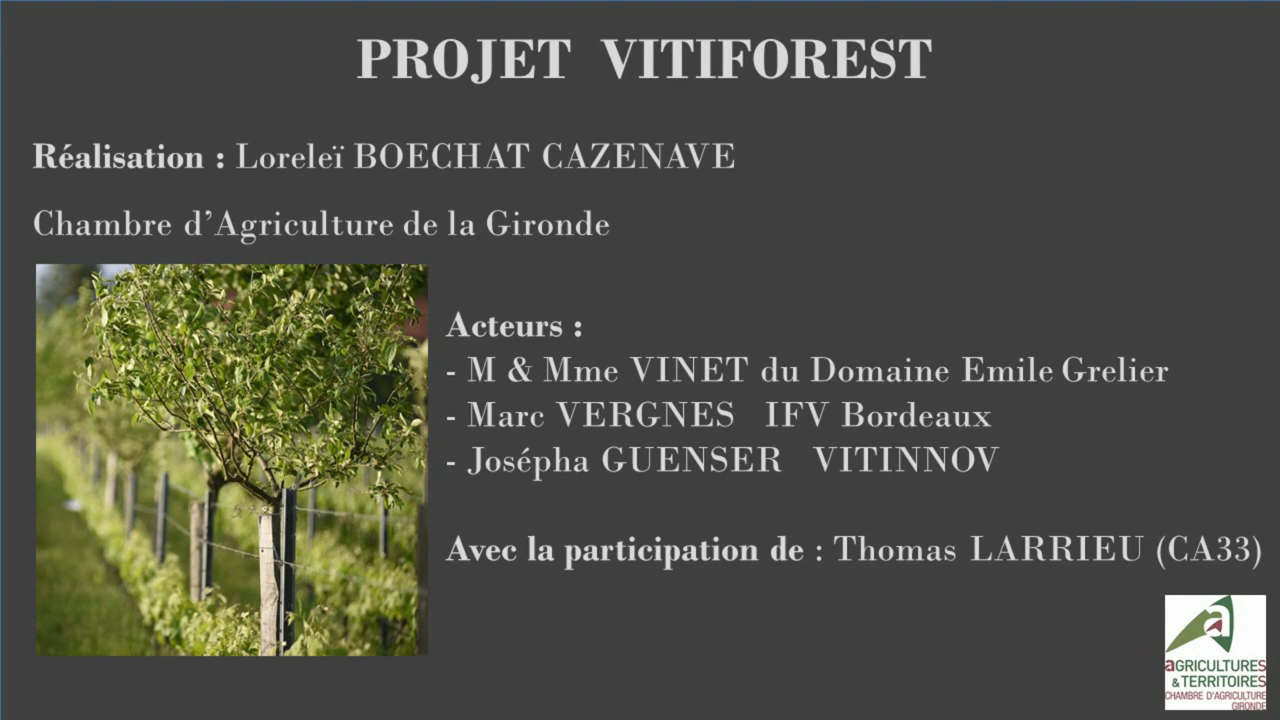 PROJET VITIFOREST
Réalisation : Loreleï BOECHAT CAZENAVE
Chambre d’Agriculture de la Gironde
Acteurs :
- M & Mme VINET du Domaine Emile Grelier
- Marc VERGNES IFV Bordeaux
- Josépha GUENSER VITINNOV
Avec la participation de : Thomas LARRIEU (CA33)
a
aGRICULTURES
& TERRITOIRES
CHAMBRE D'AGRICULTURE
GIRONDE